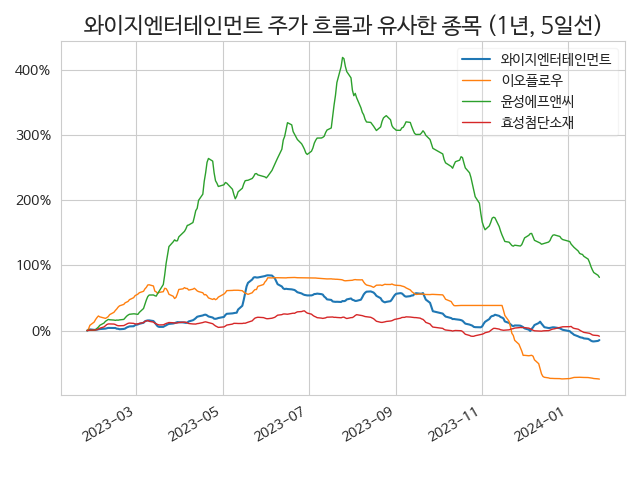 와이지엔터테인먼트 주가 흐름과 유사한 종목 (1년, 5일선)
와이지엔터테인먼트
이오플로우
윤성에프앤씨
효성첨단소재
400%
300%
200%
100%
0%
2023-03
2023-05
2023-07
2023-09
2023-11
2024-01